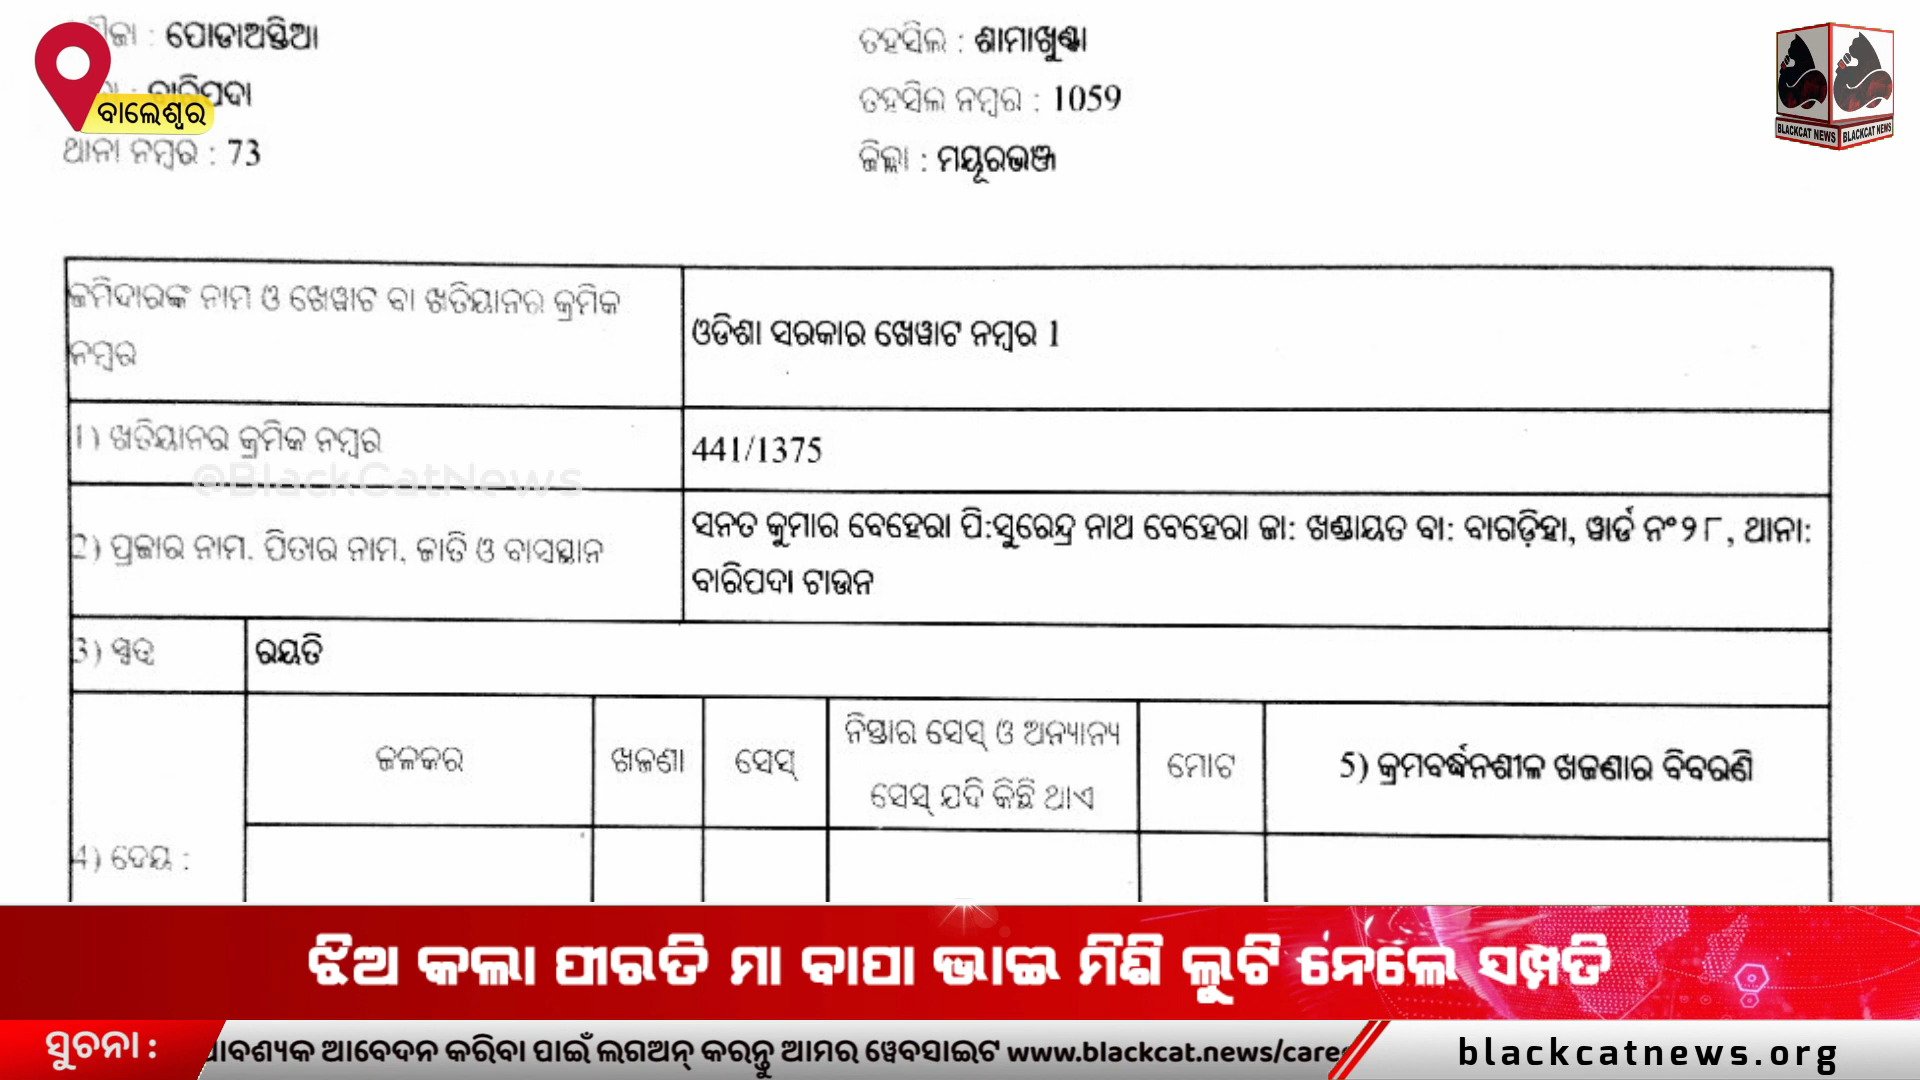 ପୋଡାଅସ୍ତିଆ
ତହସିଲ : ଶାମାଖୁଣ୍ଟା
ବାରିପଦା
ତହସିଲ ନମ୍ବର : 1059
ବାଲେଶ୍ୱର
ଥାନା ନମ୍ବର : 73
ଜିଲ୍ଲା : ମୟୂରଭଞ୍ଜ
BLACKCAT NEWS BLACKCAT NEWS
ଜମିଦାରଙ୍କ ନାମ ଓ ଖେୱାଟ ବା ଖତିୟାନର କ୍ରମିକ
ନମ୍ବର
ଓଡିଶା ସରକାର ଖେୱାଟ ନମ୍ବର 1
1) ଖତିୟାନର କ୍ରମିକ ନମ୍ବର
441/1375
@BlackCatNews
2) ପ୍ରଜାର ନାମ, ପିତାର ନାମ, ଜାତି ଓ ବାସସ୍ଥାନ
ସନତ କୁମାର ବେହେରା ପି:ସୁରେନ୍ଦ୍ର ନାଥ ବେହେରା ଜା: ଖଣ୍ଡାୟତ ବା: ବାଗଡ଼ିହା, ୱାର୍ଡ ନଂ୨୮, ଥାନା:
ବାରିପଦା ଟାଉନ
3) ସ୍ୱତ୍ୱ
ରୟତି
4) ଦେୟ :
ଜଳକର
ଖଜଣା
ସେସ୍
ନିସ୍ତାର ସେସ୍ ଓ ଅନ୍ୟାନ୍ୟ
ସେସ୍ ଯଦି କିଛି ଥାଏ
ମୋଟ
5) କ୍ରମବର୍ଦ୍ଧନଶୀଳ ଖଜଣାର ବିବରଣି
ଝିଅ କଲା ପୀରତି ମା ବାପା ଭାଇ ମିଶି ଲୁଟି ନେଲେ ସମ୍ପତି
ସୁଚନା :
ଆବଶ୍ୟକ ଆବେଦନ କରିବା ପାଇଁ ଲଗଅନ୍ କରନ୍ତୁ ଆମର ୱେବସାଇଟ www.blackcat.news/care
blackcatnews.org